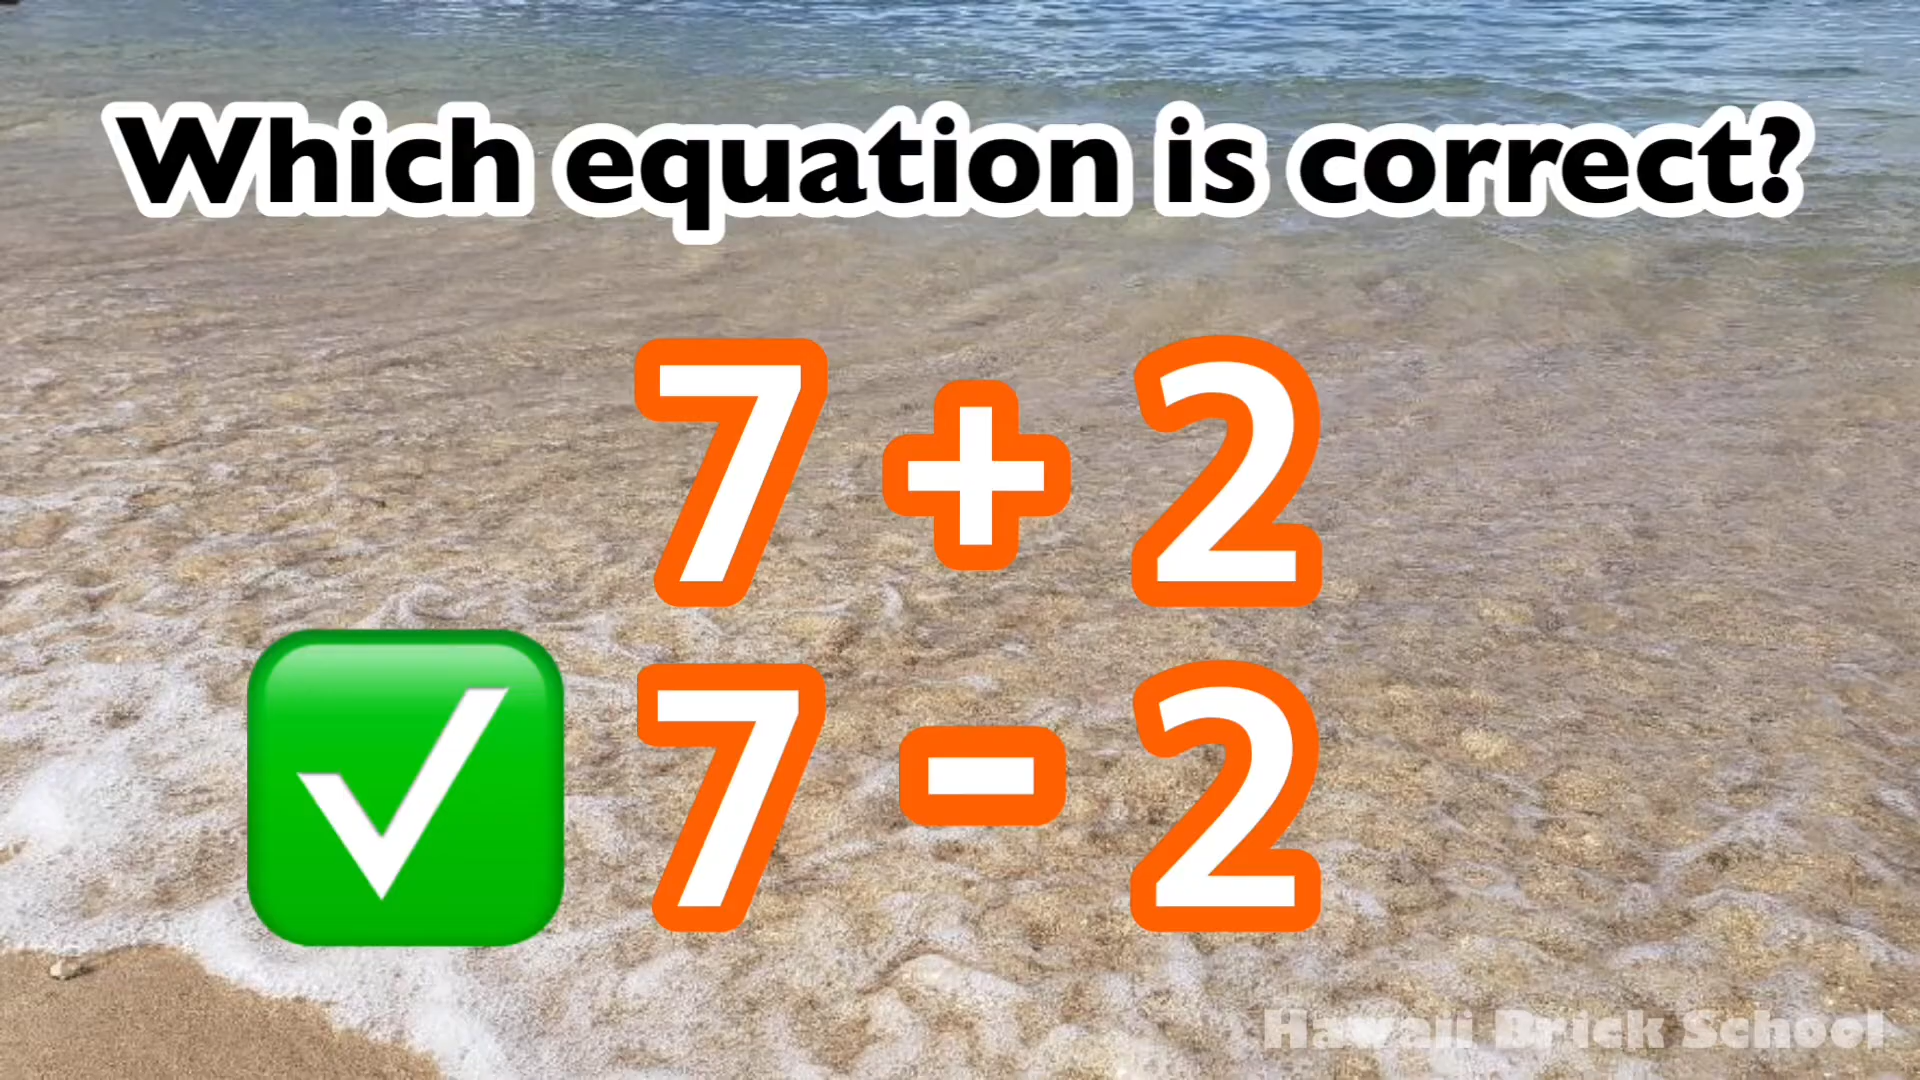 Which equation is correct?
7 + 2
7 - 2
Hawaii Brick School